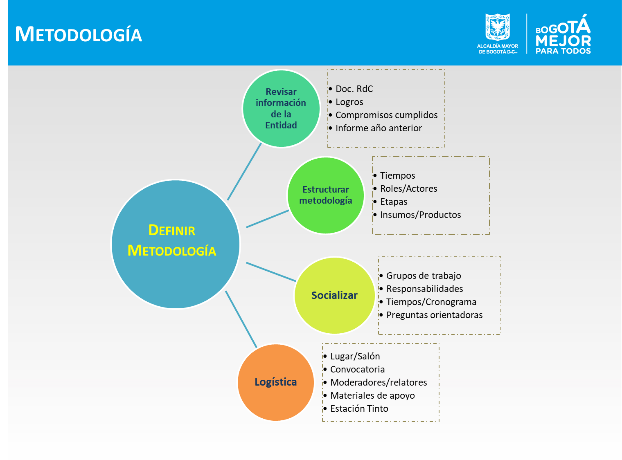 METODOLOGÍA
ALCALDÍA MAYOR
DE BOGOTÁ D.C.
BOGOTÁ
MEJOR
PARA TODOS
Revisar
información
de la
Entidad
• Doc. RdC
• Logros
• Compromisos cumplidos
• Informe año anterior
Estructurar
metodología
• Tiempos
• Roles/Actores
• Etapas
• Insumos/Productos
DEFINIR
METODOLOGÍA
Socializar
• Grupos de trabajo
• Responsabilidades
• Tiempos/Cronograma
• Preguntas orientadoras
Logística
• Lugar/Salón
• Convocatoria
• Moderadores/relatores
• Materiales de apoyo
• Estación Tinto